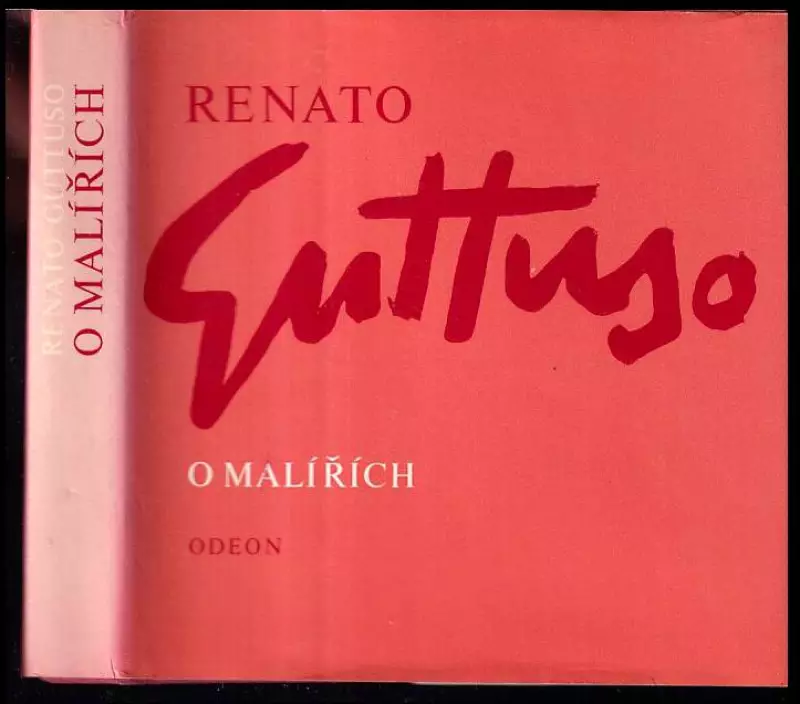 RENATO GUTTUSO
O MALÍŘÍCH
RENATO
Guttuso
O MALÍŘÍCH
ODEON